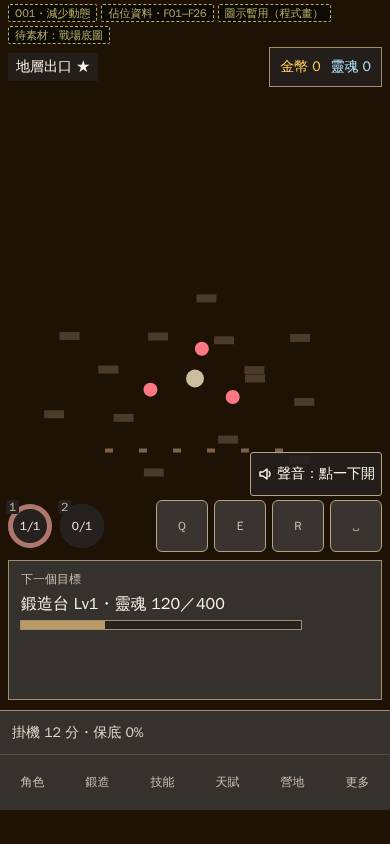 001・減少動態 佔位資料・F01–F26 圖示暫用（程式畫）
待素材：戰場底圖
地層出口 ★ 金幣 0 靈魂 0
聲音：點一下開
1 2
1/1 0/1 Q E R ⎵
下一個目標
鍛造台 Lv1・靈魂 120／400
掛機 12 分・保底 0%
角色 鍛造 技能 天賦 營地 更多